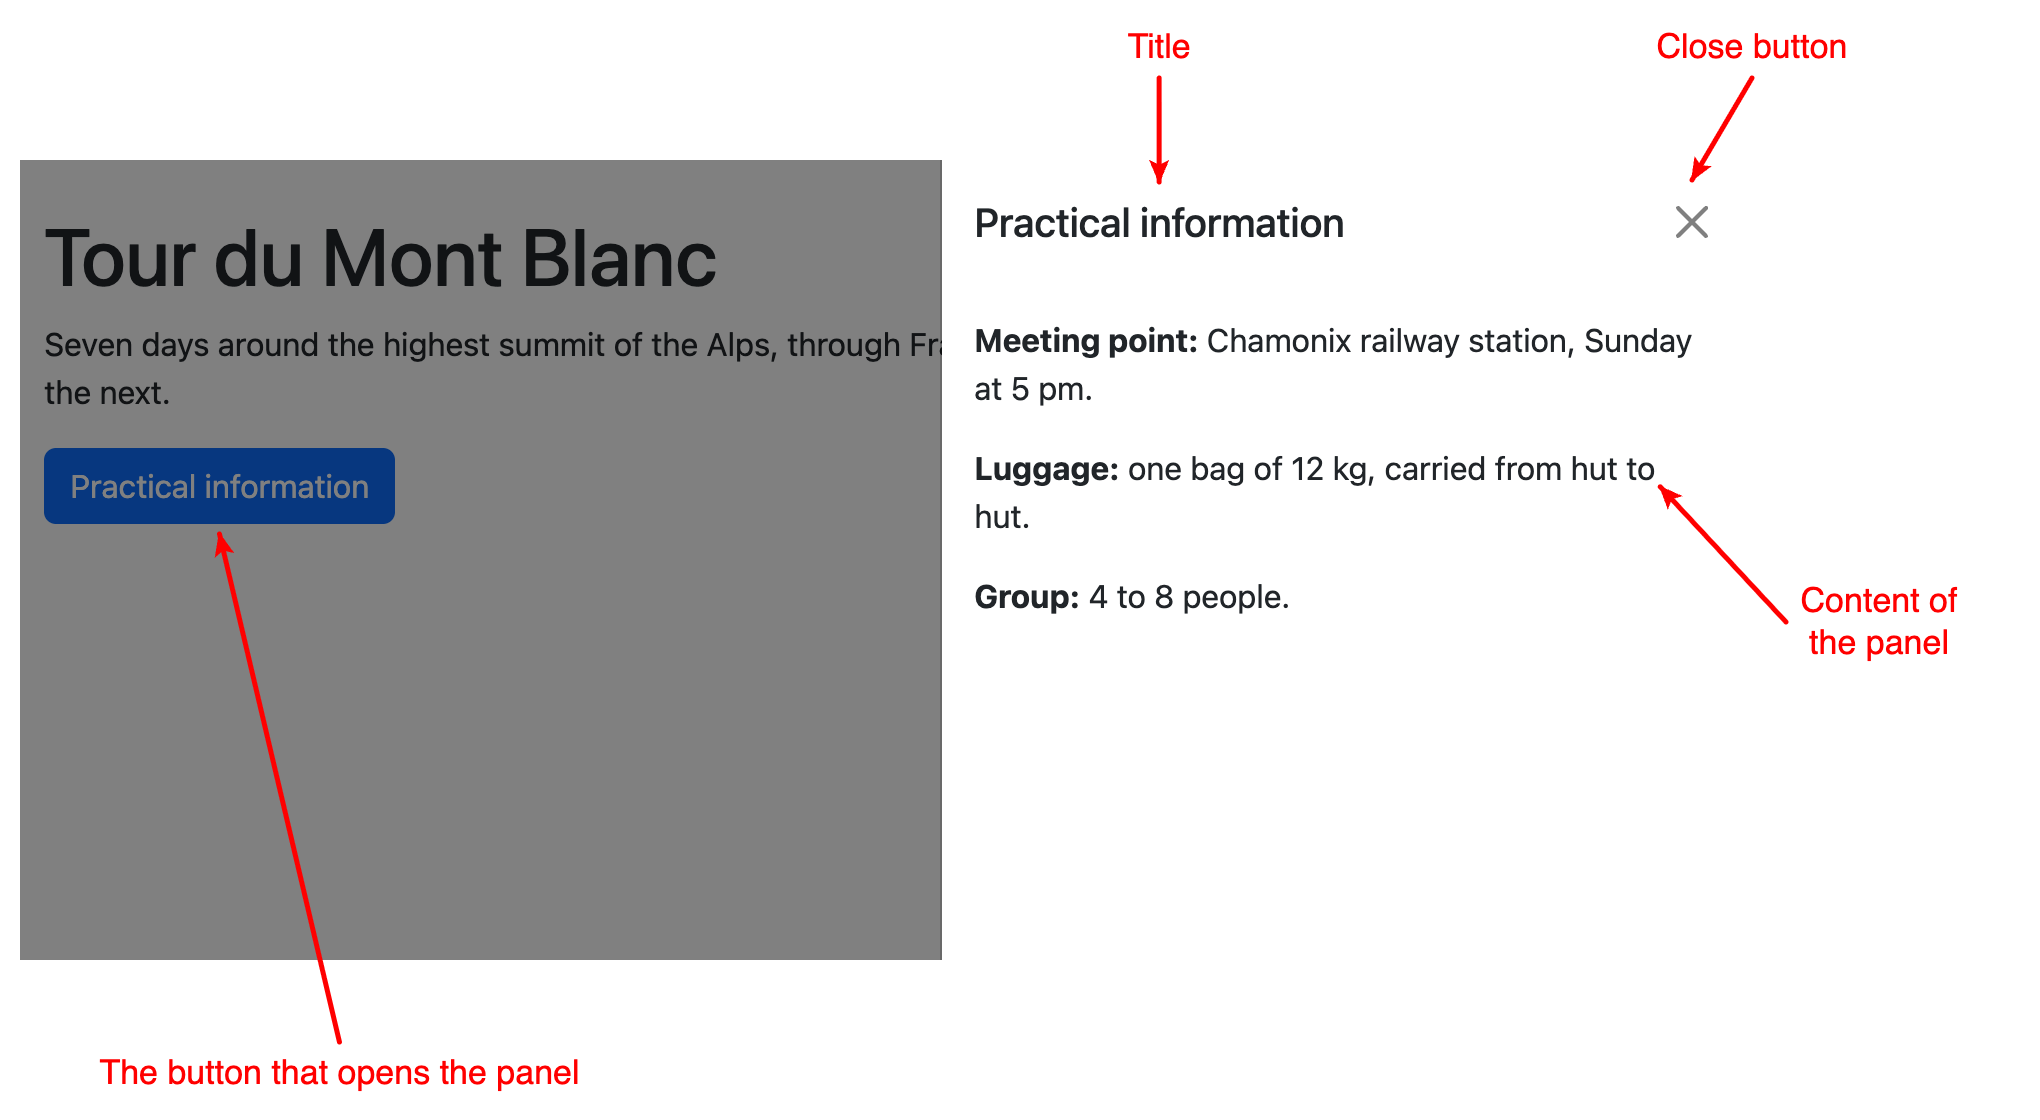 Title
Close button
Tour du Mont Blanc
Seven days around the highest summit of the Alps, through
the next.
Practical information
Practical information
Meeting point: Chamonix railway station, Sunday
at 5 pm.
Luggage: one bag of 12 kg, carried from hut to
hut.
Group: 4 to 8 people.
Content of
the panel
The button that opens the panel